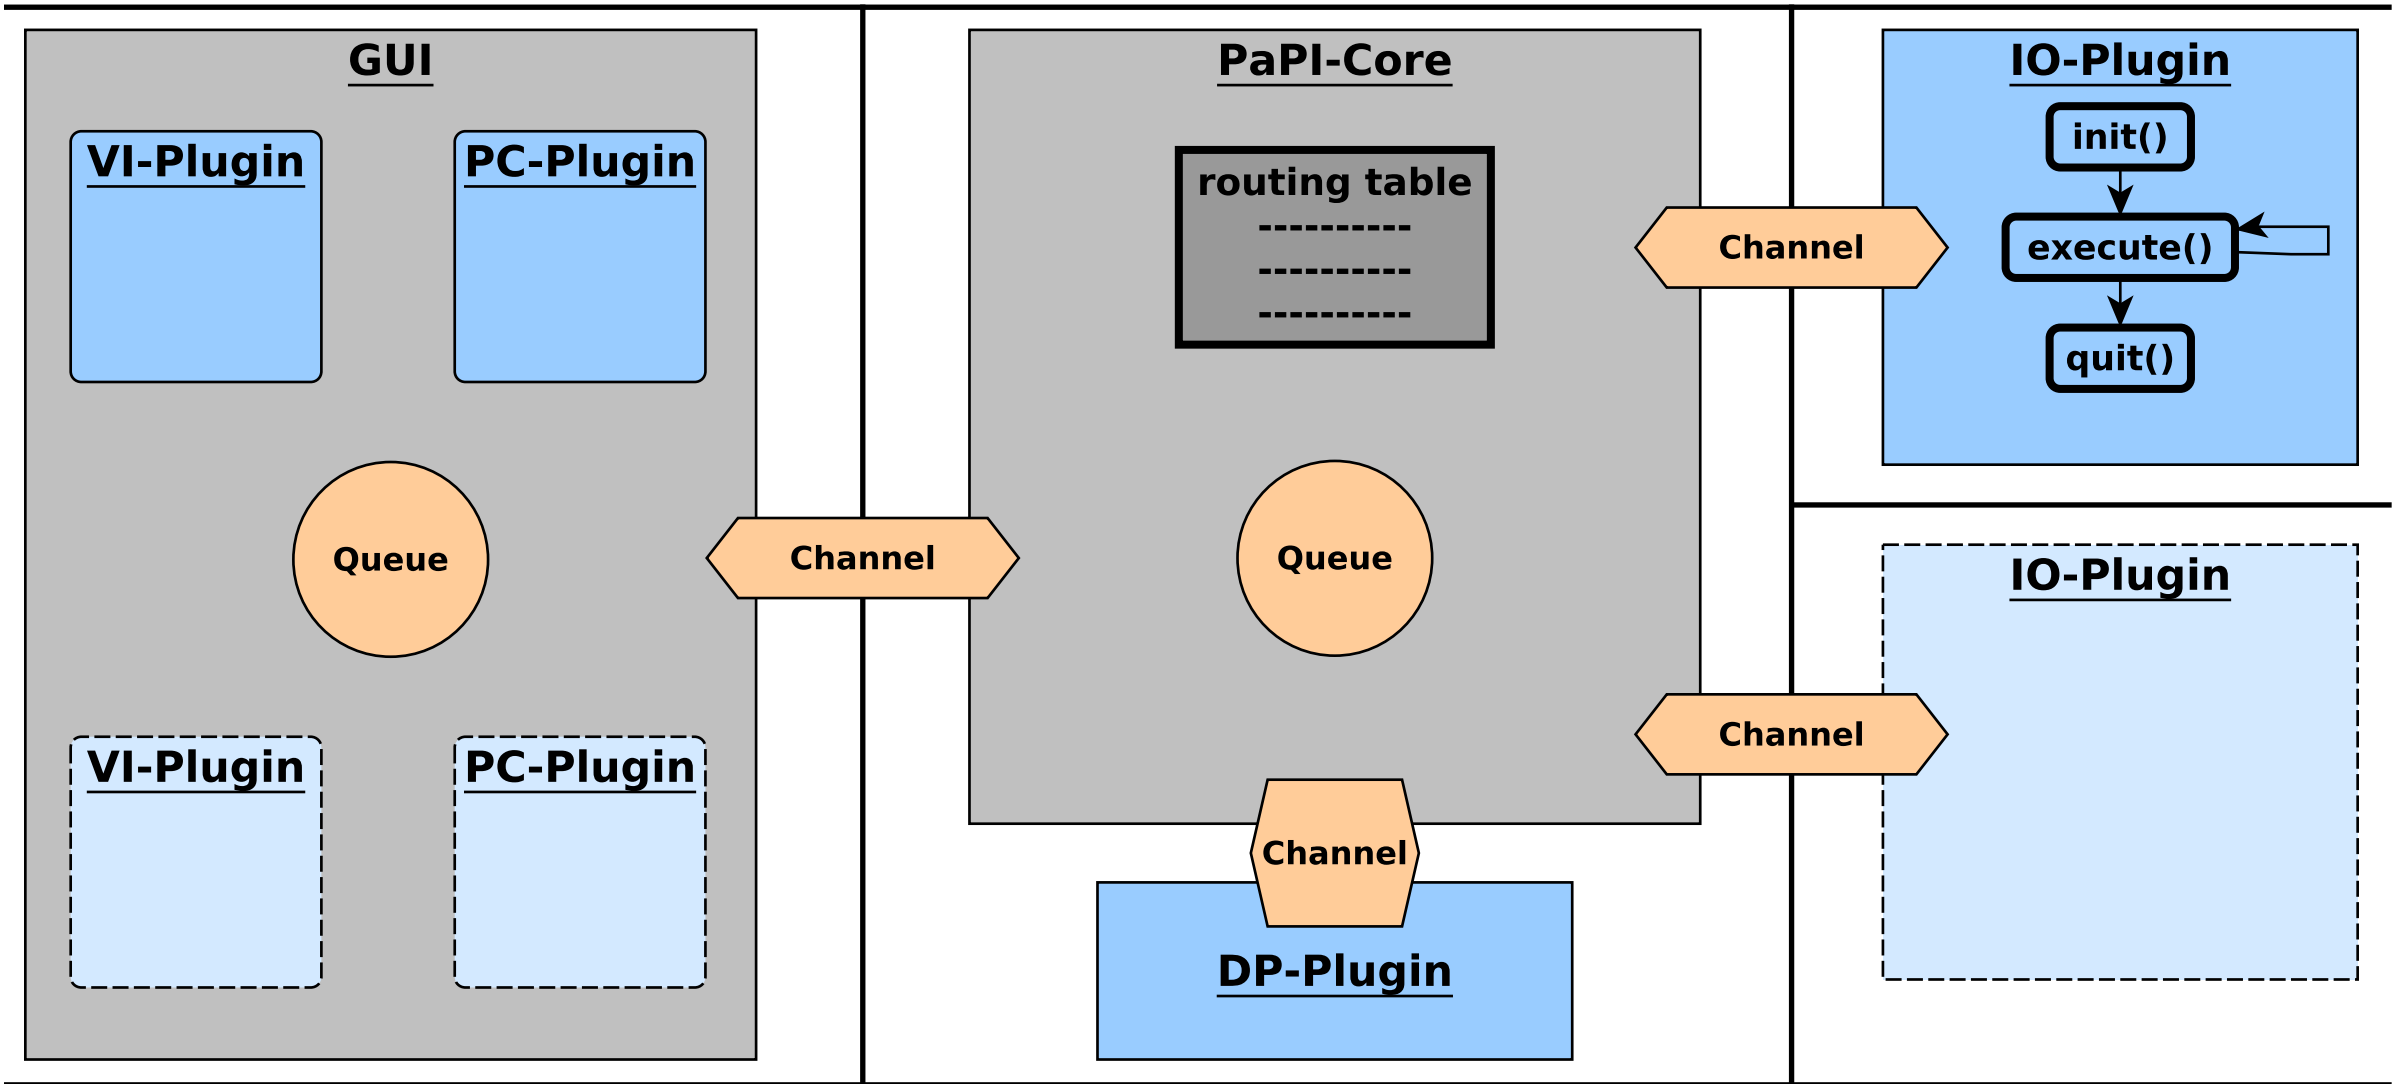 GUI
VI-Plugin
PC-Plugin
Queue
VI-Plugin
PC-Plugin
Channel
PaPI-Core
routing table
----------
----------
----------
Queue
Channel
DP-Plugin
Channel
IO-Plugin
init()
execute()
quit()
Channel
IO-Plugin